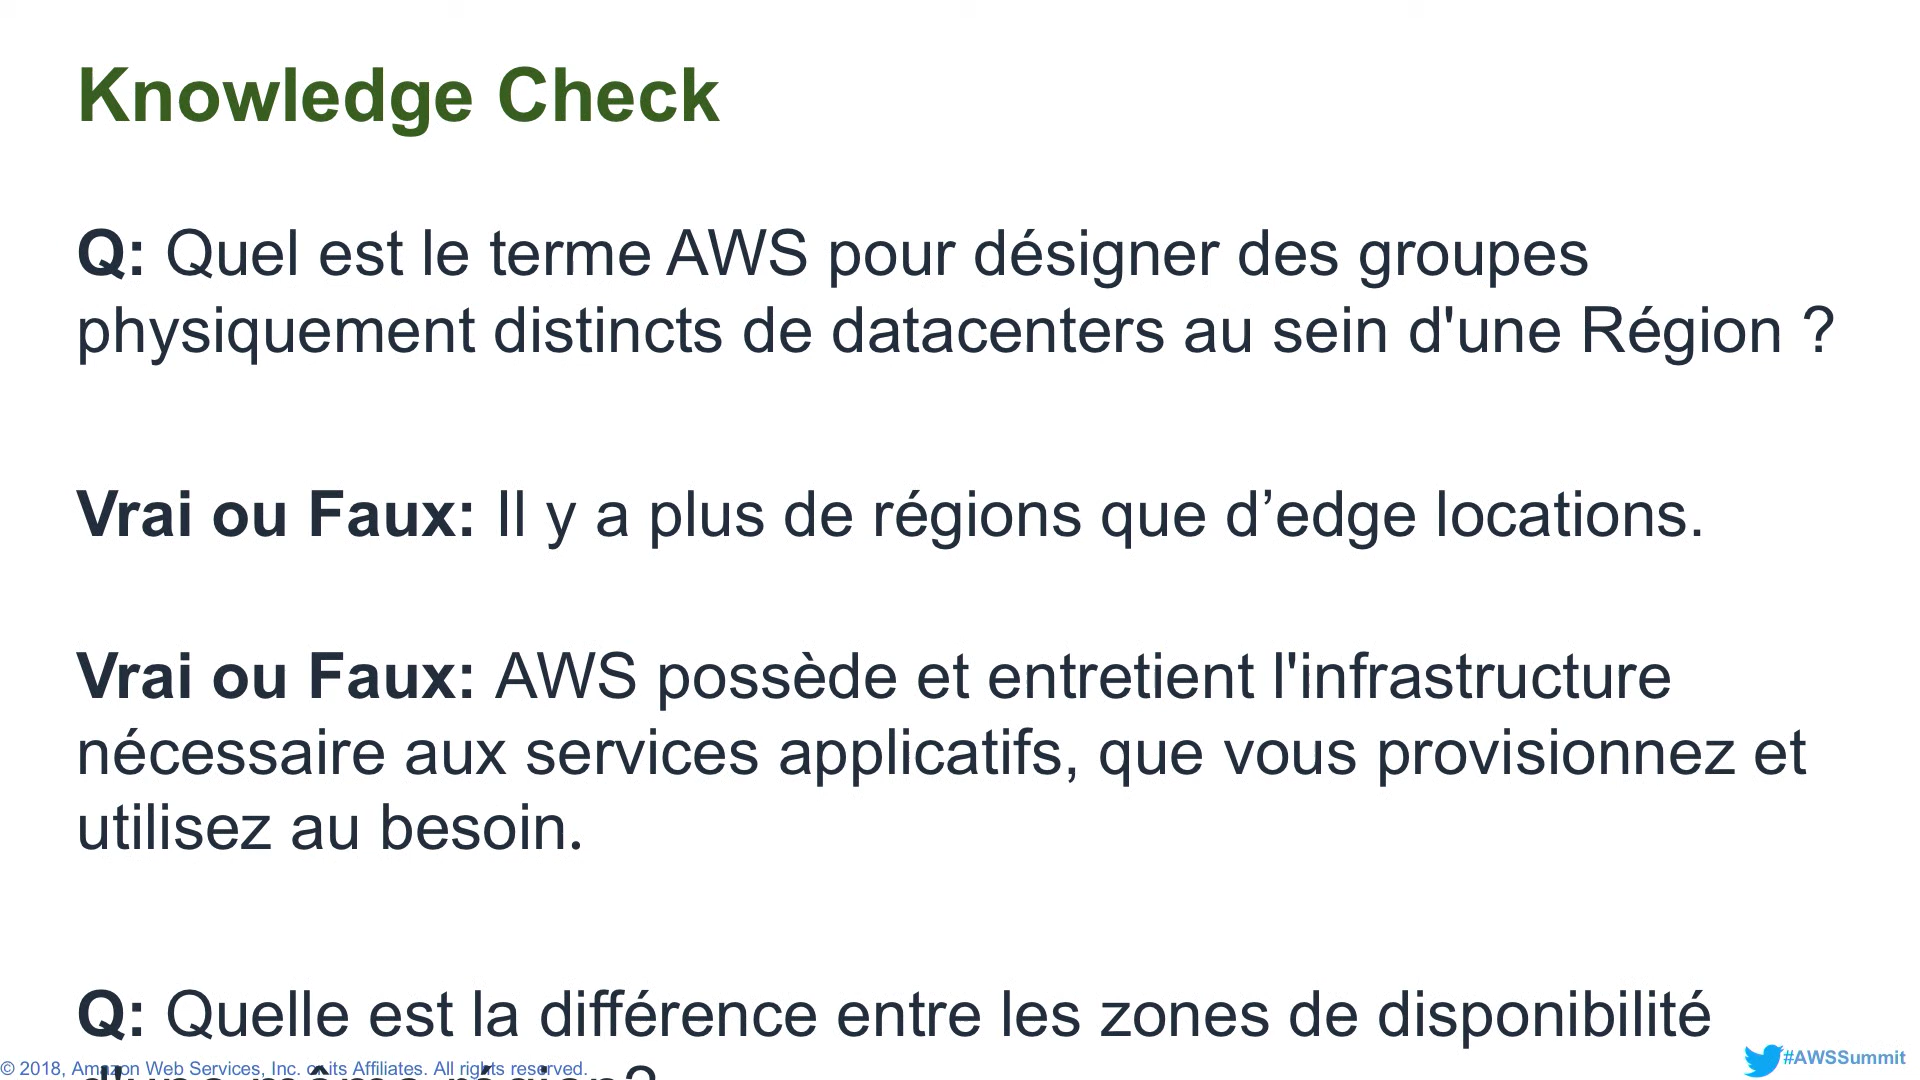 Knowledge Check
Q: Quel est le terme AWS pour désigner des groupes
physiquement distincts de datacenters au sein d'une Région ?
Vrai ou Faux: Il y a plus de régions que d’edge locations.
Vrai ou Faux: AWS possède et entretient l'infrastructure
nécessaire aux services applicatifs, que vous provisionnez et
utilisez au besoin.
Q: Quelle est la différence entre les zones de disponibilité
d'une même région?
© 2018, Amazon Web Services, Inc. or its Affiliates. All rights reserved.
#AWSSummit